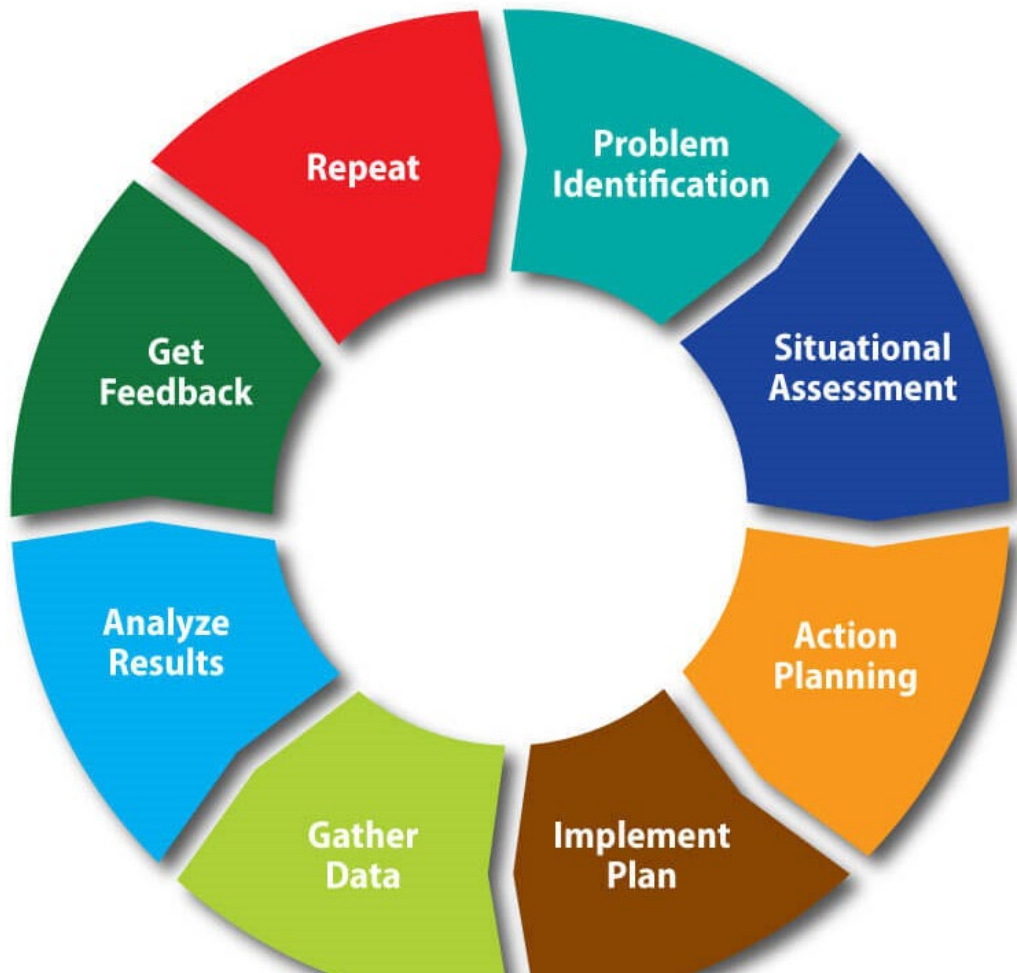 Problem
Identification
Situational
Assessment
Action
Planning
Implement
Plan
Gather
Data
Analyze
Results
Get
Feedback
Repeat